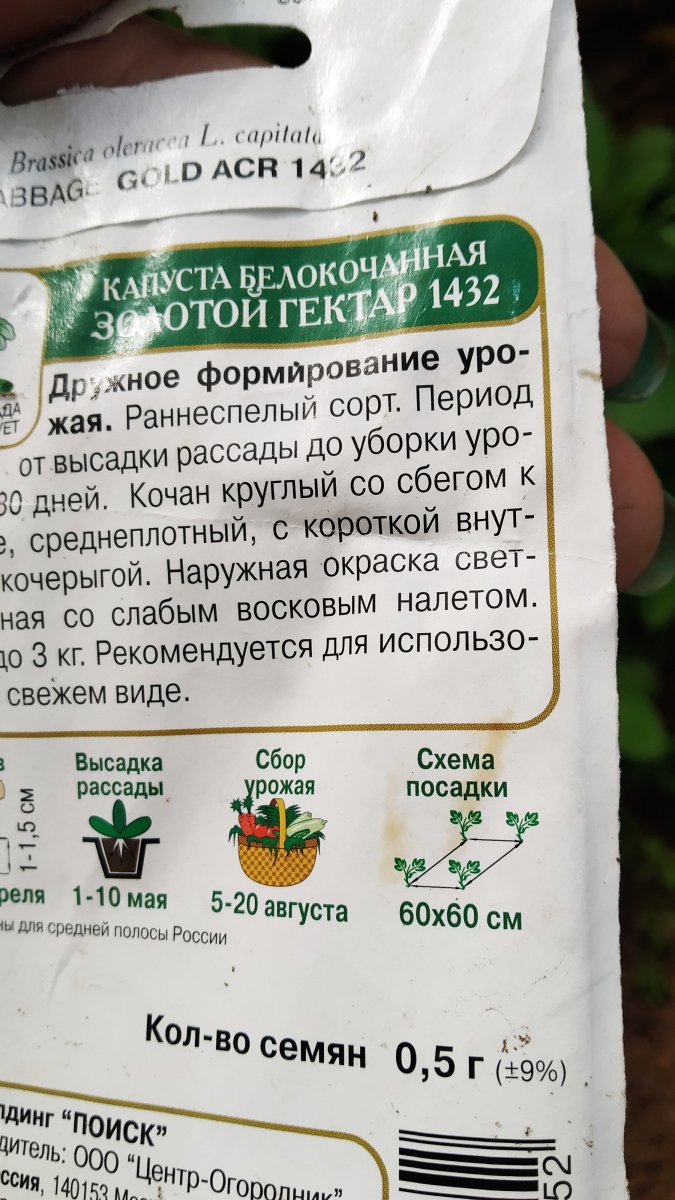 Brassica oleracea L. capitata
ABBAGE GOLD ACR 1432
КАПУСТА БЕЛОКОЧАННАЯ
ЗОЛОТОЙ ГЕКТАР 1432
Дружное формирование уро-
жая. Раннеспелый сорт. Период
от высадки рассады до уборки уро-
80 дней. Кочан круглый со сбегом к
е, среднеплотный, с короткой внут-
кочерыгой. Наружная окраска свет-
ная со слабым восковым налетом.
до 3 кг. Рекомендуется для использо-
свежем виде.
Высадка рассады
Сбор урожая
Схема посадки
1-1,5 см
реля
1-10 мая
5-20 августа
60х60 см
ны для средней полосы России
Кол-во семян 0,5 г (±9%)
лдинг “ПОИСК”
дитель: ООО “Центр-Огородник”
ссия, 140153 Мос
52